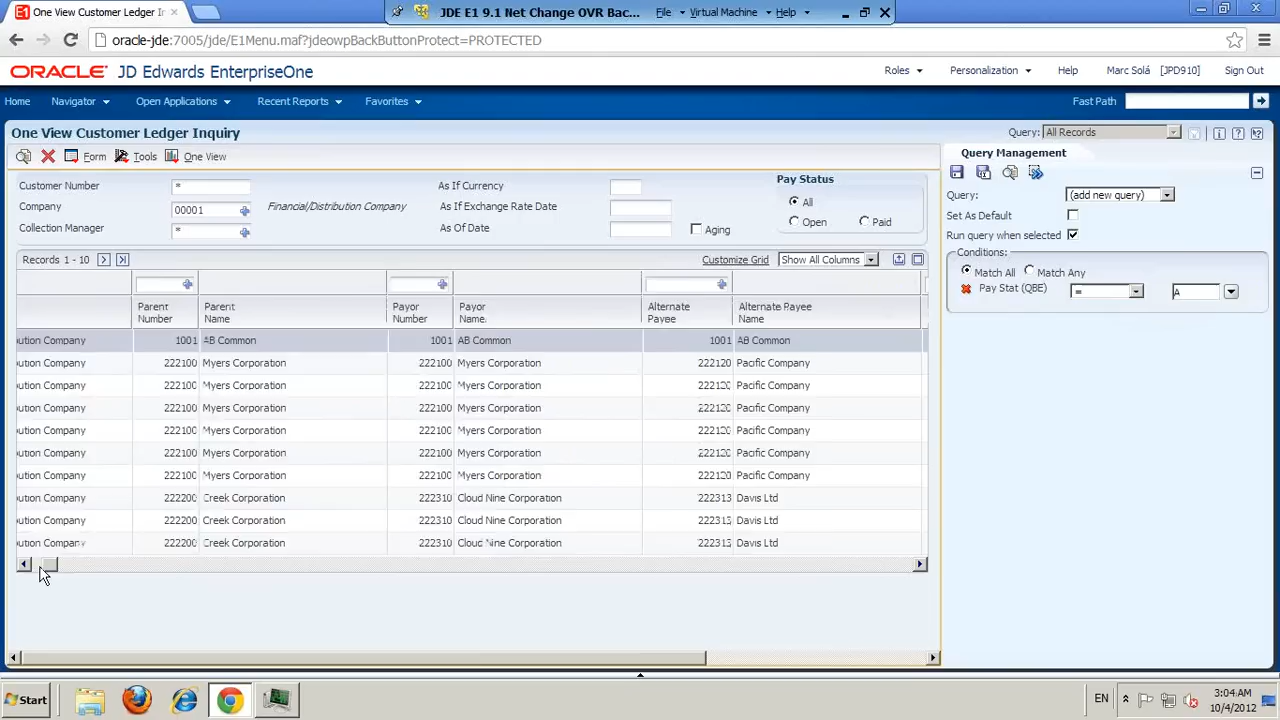 One View Customer Ledger Ir
JDE E1 9.1 Net Change OVR Bac... File Virtual Machine Help
oracle-jde:7005/jde/E1Menu.maf?jdeowpBackButtonProtect=PROTECTED
ORACLE JD Edwards EnterpriseOne Roles Personalization Help Marc Solá [JPD910] Sign Out
Home Navigator Open Applications Recent Reports Favorites Fast Path
One View Customer Ledger Inquiry Query: All Records
Form Tools One View Query Management
Customer Number * As If Currency Pay Status
Company 00001 Financial/Distribution Company As If Exchange Rate Date All
Collection Manager * As Of Date Aging Open Paid
Query: (add new query)
Set As Default
Run query when selected
Conditions:
Match All Match Any
Pay Stat (QBE) = A
Records 1 - 10 Customize Grid Show All Columns
Parent Number Parent Name Payor Number Payor Name. Alternate Payee Alternate Payee Name
ution Company 1001 AB Common 1001 AB Common 1001 AB Common
ution Company 222100 Myers Corporation 222100 Myers Corporation 222120 Pacific Company
ution Company 222100 Myers Corporation 222100 Myers Corporation 222120 Pacific Company
ution Company 222100 Myers Corporation 222100 Myers Corporation 222120 Pacific Company
ution Company 222100 Myers Corporation 222100 Myers Corporation 222120 Pacific Company
ution Company 222100 Myers Corporation 222100 Myers Corporation 222120 Pacific Company
ution Company 222100 Myers Corporation 222100 Myers Corporation 222120 Pacific Company
ution Company 222200 Creek Corporation 222310 Cloud Nine Corporation 222313 Davis Ltd
ution Company 222200 Creek Corporation 222310 Cloud Nine Corporation 222313 Davis Ltd
ution Company 222200 Creek Corporation 222310 Cloud Nine Corporation 222313 Davis Ltd
Start EN 3:04 AM
10/4/2012